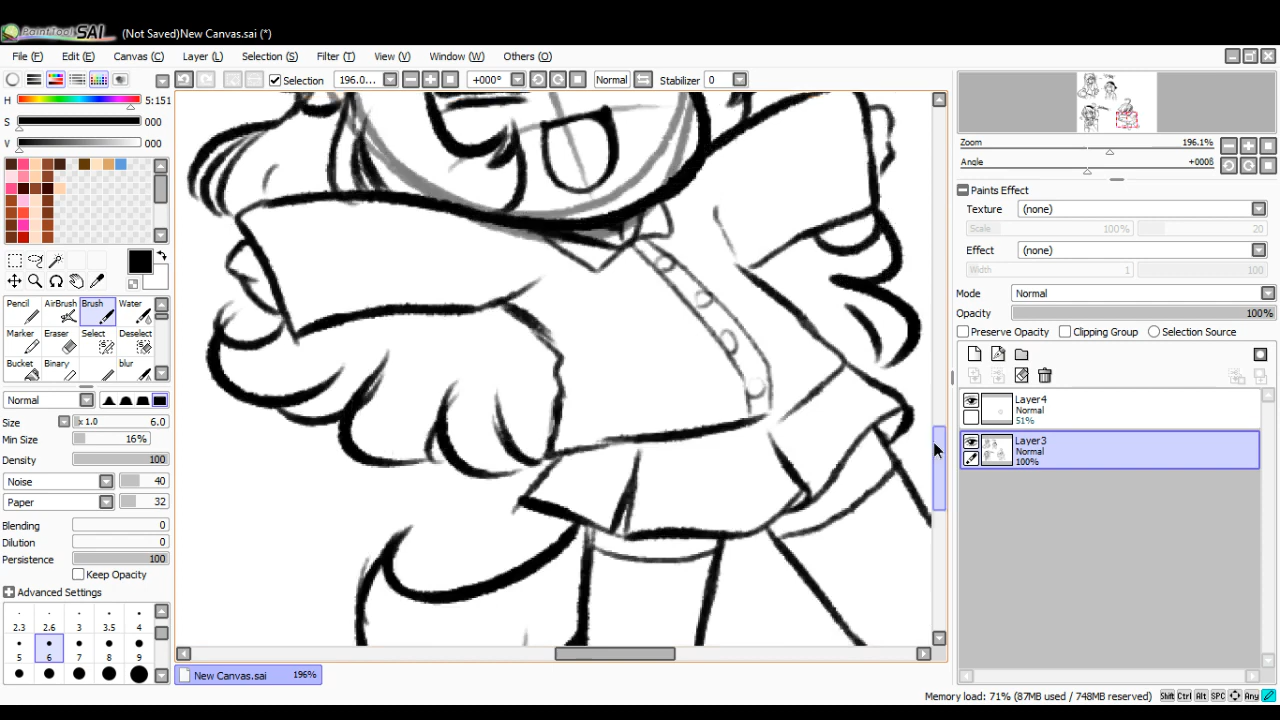 PaintTool SAI (Not Saved)New Canvas.sai (*)
File (F) Edit (E) Canvas (C) Layer (L) Selection (S) Filter (T) View (V) Window (W) Others (O)
Selection 196.0... +000° Normal Stabilizer 0
H 5:151
S 000
V 000
Zoom 196.1%
Angle +000ß
Paints Effect
Texture (none)
Scale 100% 20
Effect (none)
Width 1 100
Mode Normal
Opacity 100%
Preserve Opacity Clipping Group Selection Source
Pencil AirBrush Brush Water
Marker Eraser Select Deselect
Bucket Binary blur
Normal
Size x 1.0 6.0
Min Size 16%
Density 100
Noise 40
Paper 32
Blending 0
Dilution 0
Persistence 100
Keep Opacity
Advanced Settings
2.3 2.6 3 3.5 4
5 6 7 8 9
Layer4
Normal
51%
Layer3
Normal
100%
New Canvas.sai 196%
Memory load: 71% (87MB used / 748MB reserved) Shift Ctrl Alt SPC Any